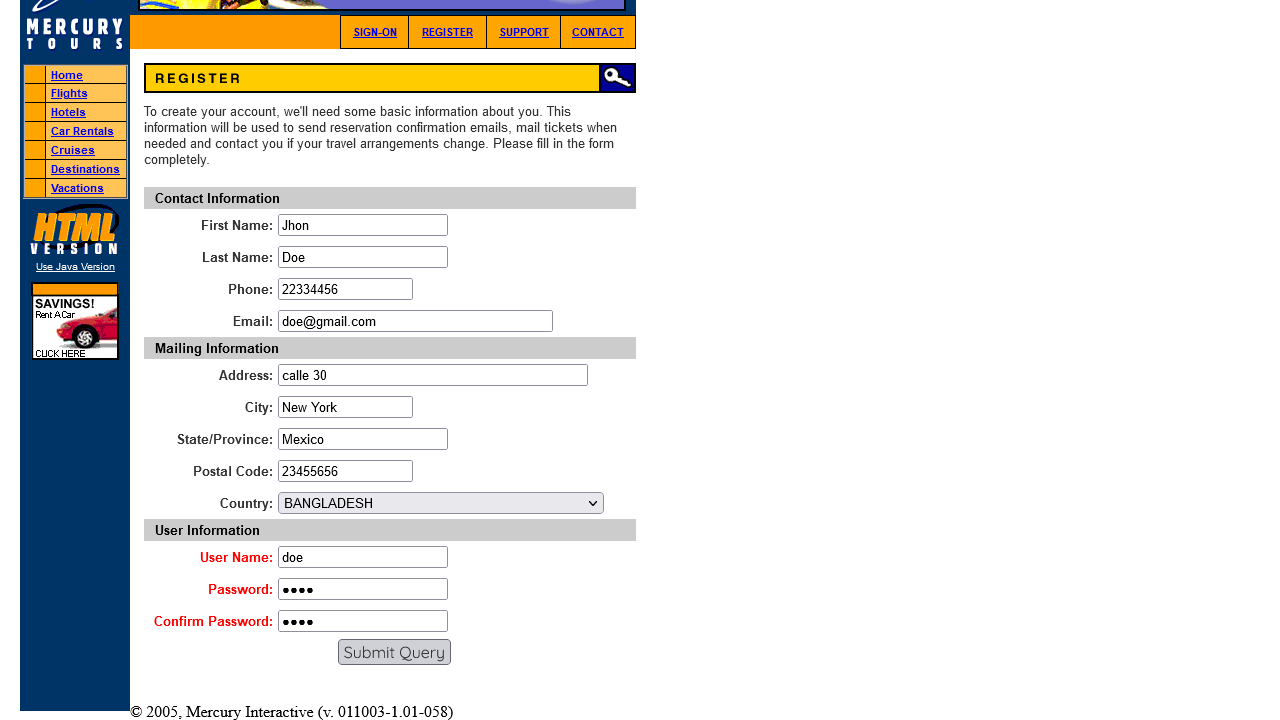 MERCURY
TOURS
SIGN-ON
REGISTER
SUPPORT
CONTACT
Home
Flights
Hotels
Car Rentals
Cruises
Destinations
Vacations
HTML
VERSION
Use Java Version
SAVINGS!
Rent A Car
CLICK HERE
REGISTER
To create your account, we'll need some basic information about you. This
information will be used to send reservation confirmation emails, mail tickets when
needed and contact you if your travel arrangements change. Please fill in the form
completely.
Contact Information
First Name: Jhon
Last Name: Doe
Phone: 22334456
Email: doe@gmail.com
Mailing Information
Address: calle 30
City: New York
State/Province: Mexico
Postal Code: 23455656
Country: BANGLADESH
User Information
User Name: doe
Password: ●●●●
Confirm Password: ●●●●
Submit Query
© 2005, Mercury Interactive (v. 011003-1.01-058)